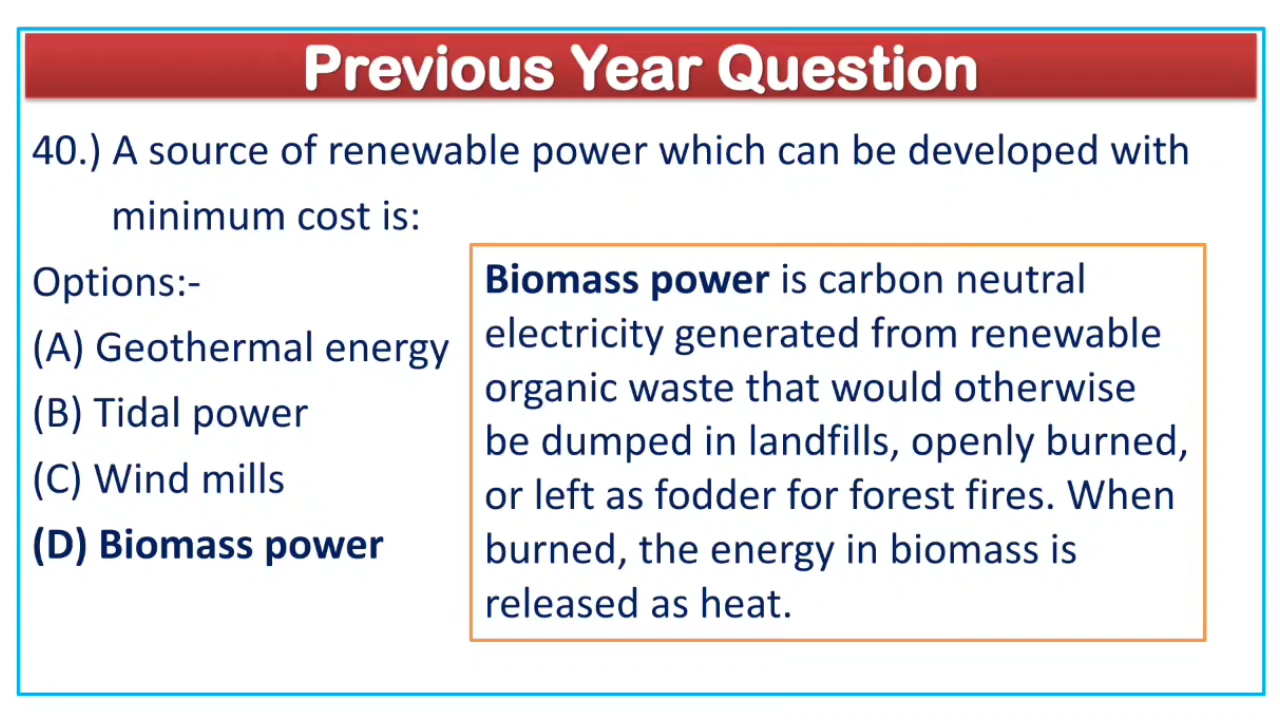 Previous Year Question
40.) A source of renewable power which can be developed with
minimum cost is:
Options:-
(A) Geothermal energy
(B) Tidal power
(C) Wind mills
(D) Biomass power
Biomass power is carbon neutral
electricity generated from renewable
organic waste that would otherwise
be dumped in landfills, openly burned,
or left as fodder for forest fires. When
burned, the energy in biomass is
released as heat.